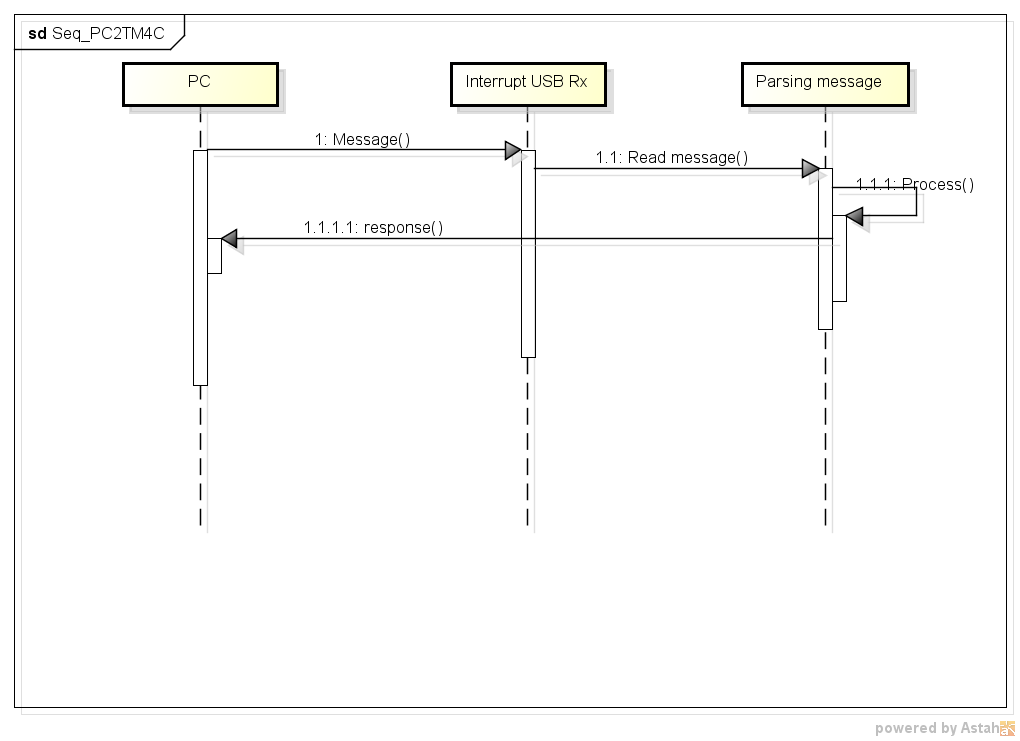 sd Seq_PC2TM4C
PC
Interrupt USB Rx
Parsing message
1: Message()
1.1: Read message()
1.1.1: Process()
1.1.1.1: response()
powered by Astah